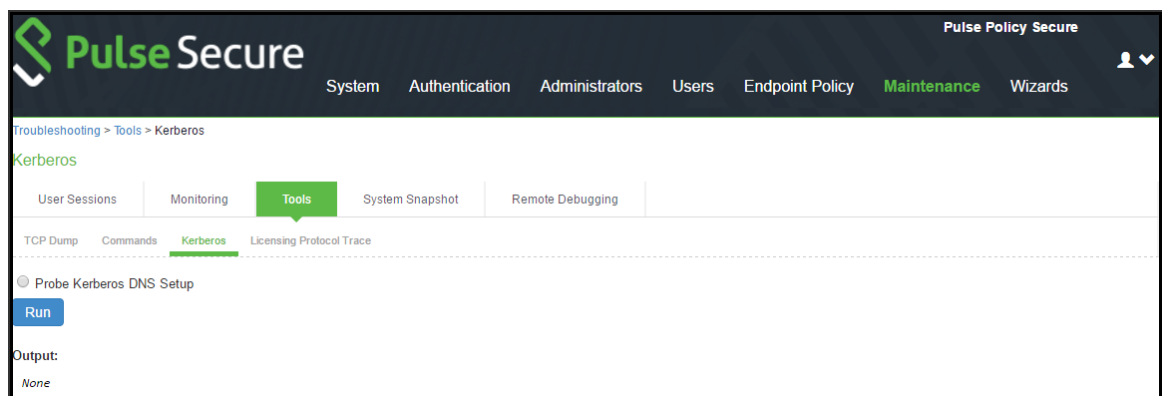 Pulse Policy Secure
Pulse Secure
System Authentication Administrators Users Endpoint Policy Maintenance Wizards
Troubleshooting > Tools > Kerberos
Kerberos
User Sessions Monitoring Tools System Snapshot Remote Debugging
TCP Dump Commands Kerberos Licensing Protocol Trace
Probe Kerberos DNS Setup
Run
Output:
None